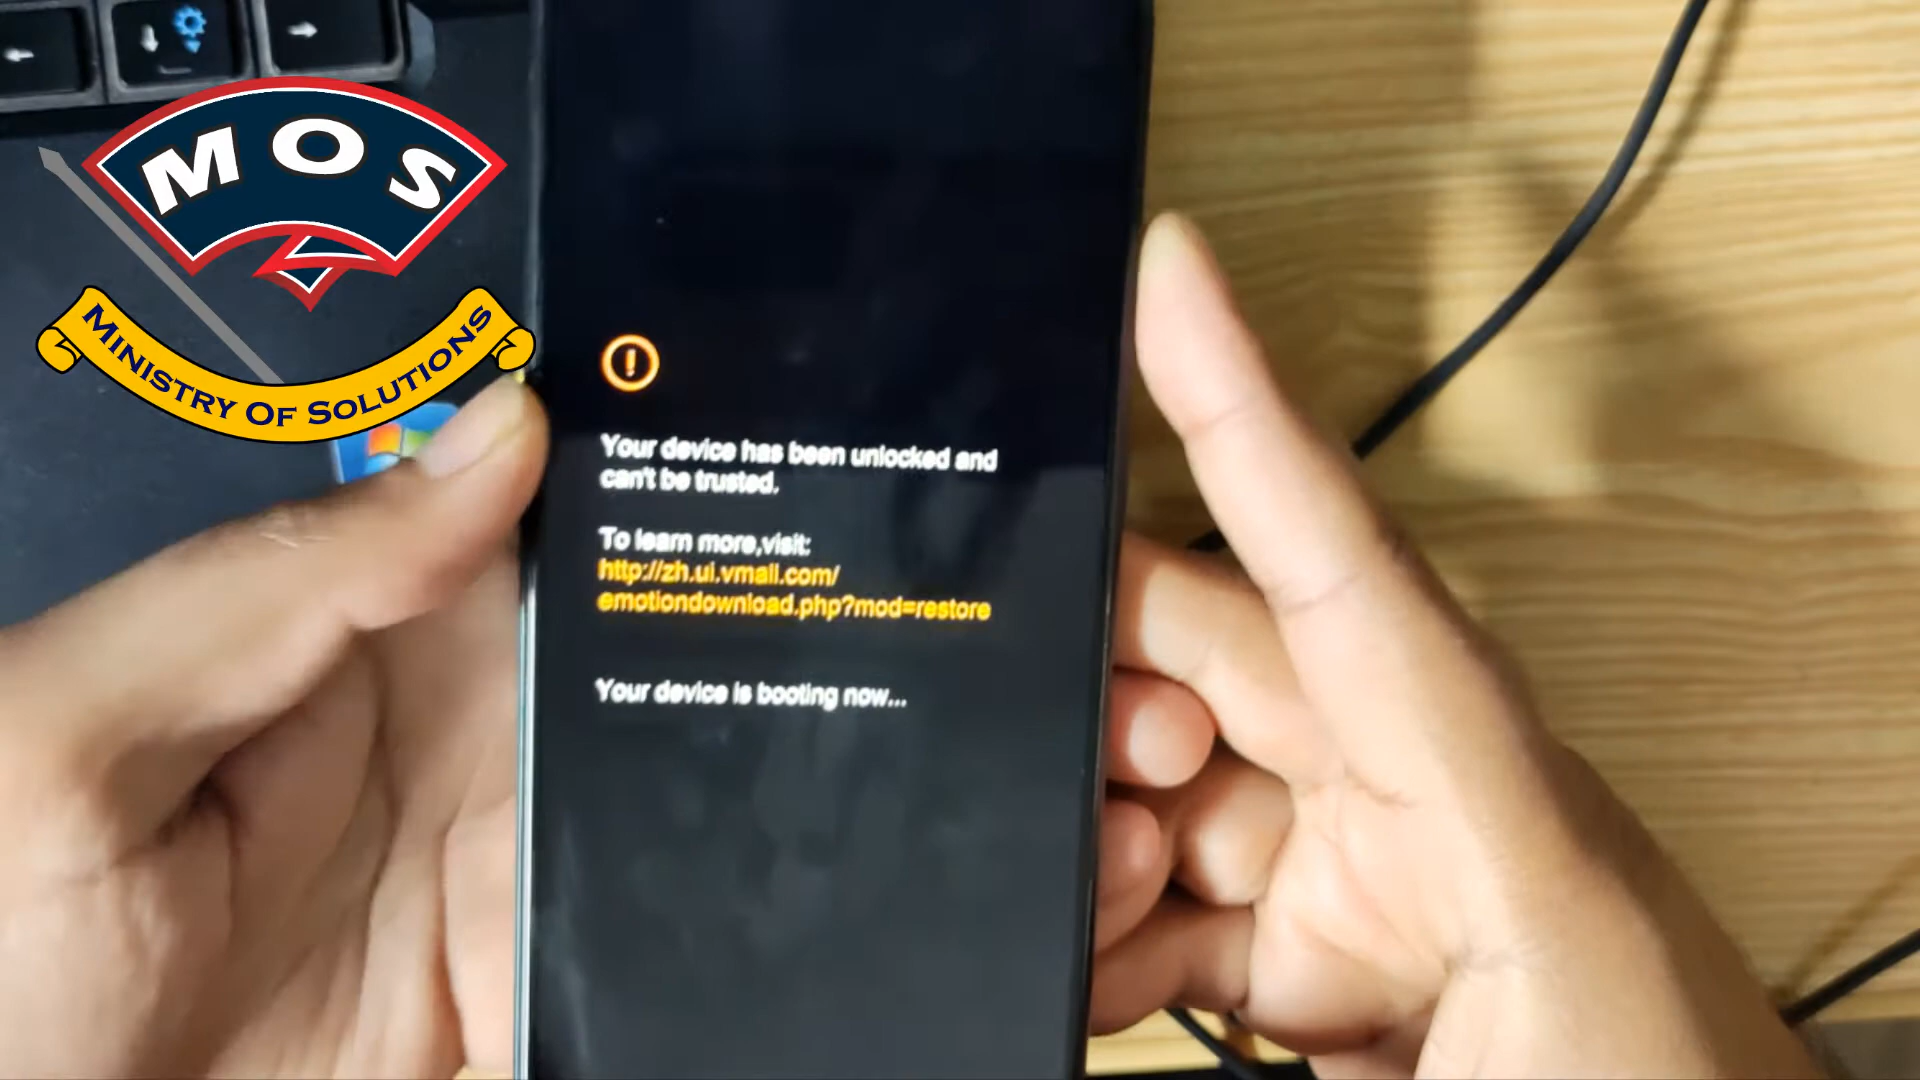 MOS
MINISTRY OF SOLUTIONS
Your device has been unlocked and
can't be trusted.
To learn more,visit:
http://zh.ui.vmall.com/
emotiondownload.php?mod=restore
Your device is booting now...